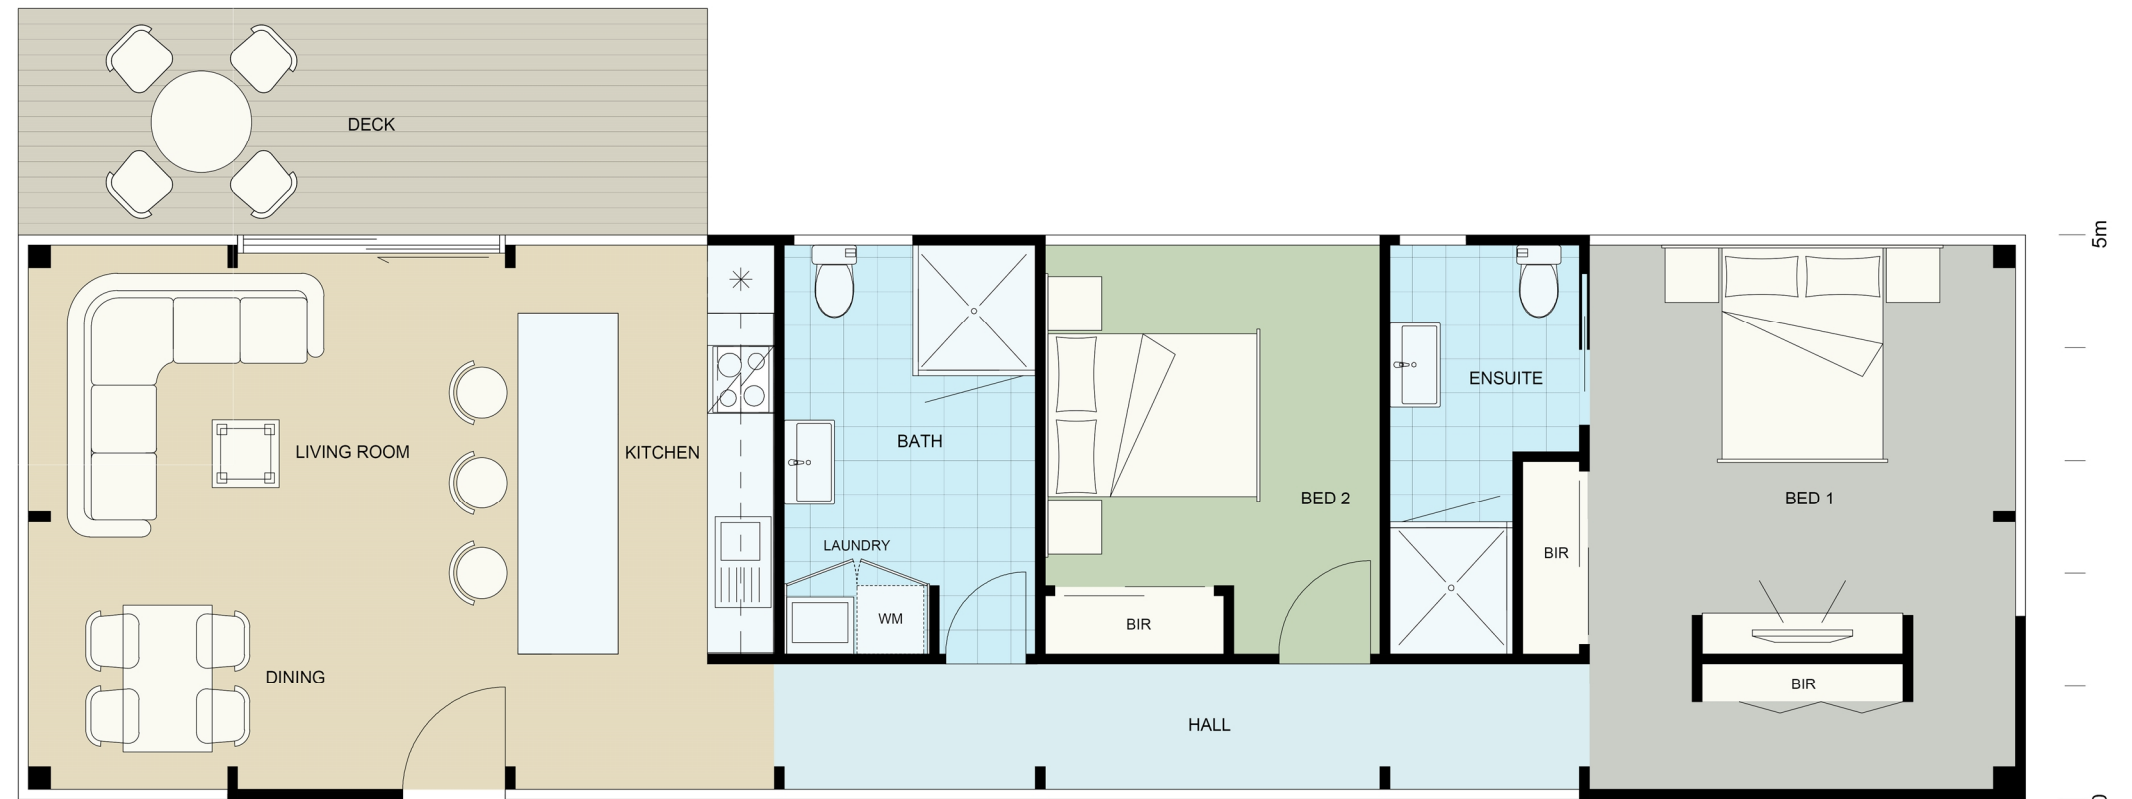 DECK
5m
ENSUITE
BATH
LIVING ROOM
KITCHEN
BED 2
BED 1
LAUNDRY
BIR
WM
BIR
DINING
BIR
HALL